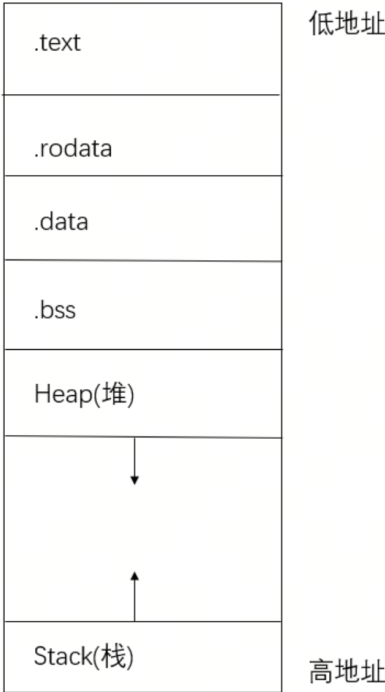 低地址
.text
.rodata
.data
.bss
Heap(堆)
Stack(栈)
高地址